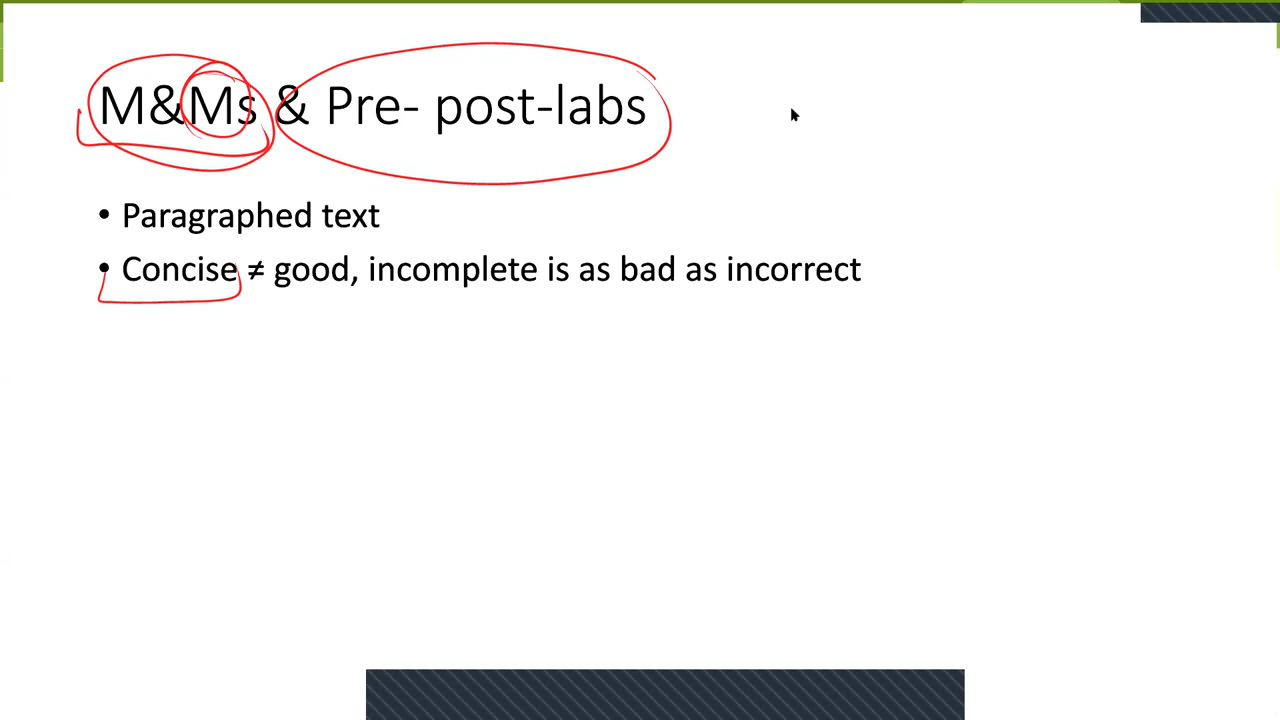 M&Ms & Pre- post-labs
• Paragraphed text
• Concise ≠ good, incomplete is as bad as incorrect